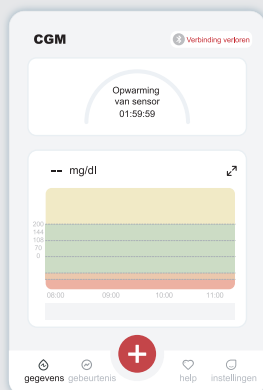 CGM
Verbinding verloren
Opwarming
van sensor
01:59:59
-- mg/dl
200
144
108
70
0
08:00 09:00 10:00 11:00
gegevens gebeurtenis help instellingen